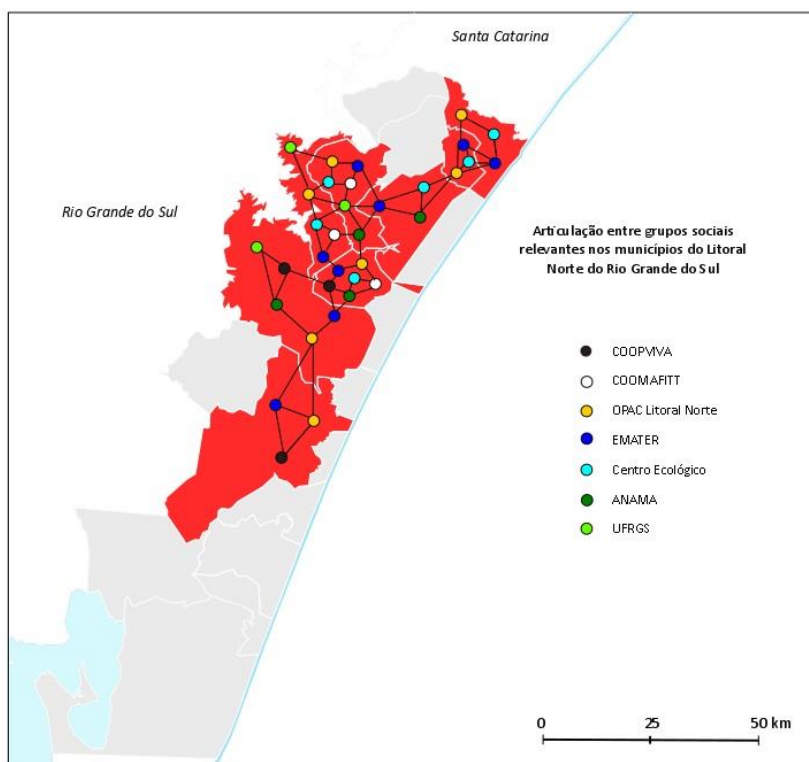 Santa Catarina
Rio Grande do Sul
Articulação entre grupos sociais
relevantes nos municípios do Litoral
Norte do Rio Grande do Sul
COOPVIVA
COOMAFITT
OPAC Litoral Norte
EMATER
Centro Ecológico
ANAMA
UFRGS
0 25 50 km